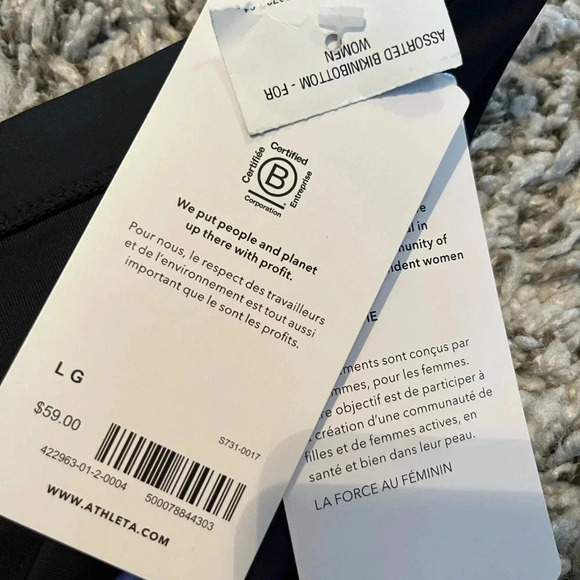 ASSORTED BIKINIBOTTOM - FOR
WOMEN
Certifiée
Certified
B
Corporation
Entreprise
We put people and planet
up there with profit.
Pour nous, le respect des travailleurs
et de l'environnement est tout aussi
important que le sont les profits.
LG
$59.00
S731-0017
422963-01-2-0004
500078844303
WWW.ATHLETA.COM
in
unity of
dent women
ments sont conçus par
mmes, pour les femmes.
re objectif est de participer à
création d'une communauté de
filles et de femmes actives, en
santé et bien dans leur peau.
LA FORCE AU FÉMININ